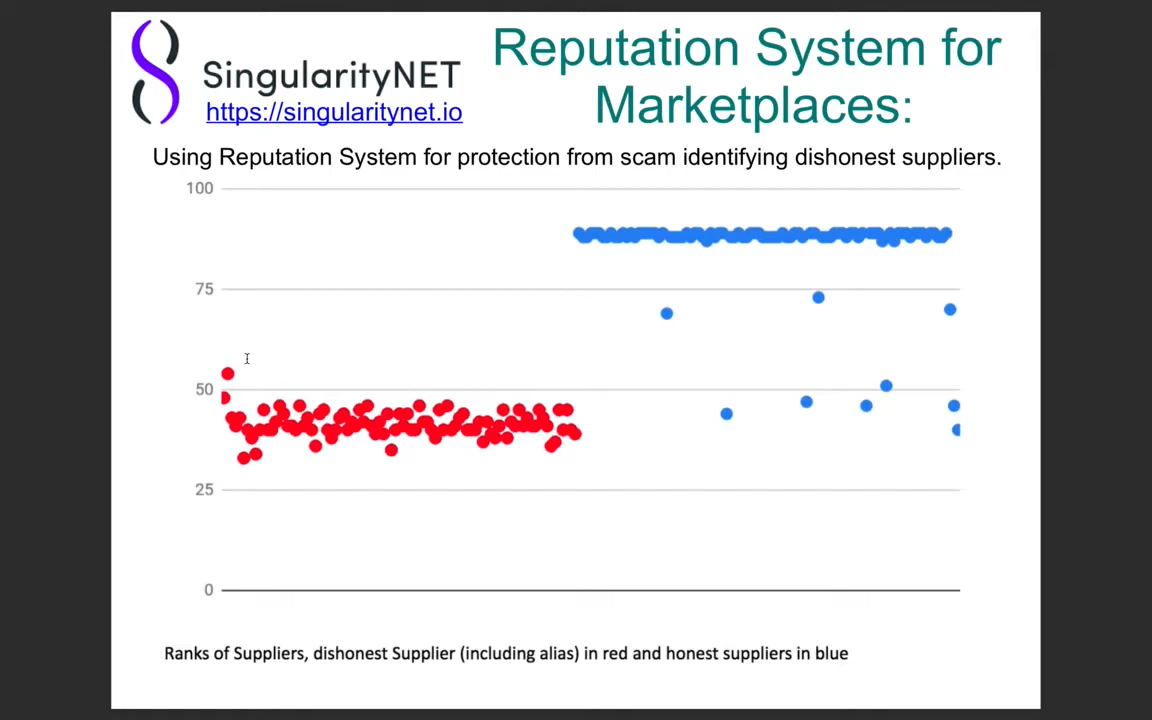 SingularityNET
https://singularitynet.io
Reputation System for
Marketplaces:
Using Reputation System for protection from scam identifying dishonest suppliers.
100
75
50
25
0
Ranks of Suppliers, dishonest Supplier (including alias) in red and honest suppliers in blue